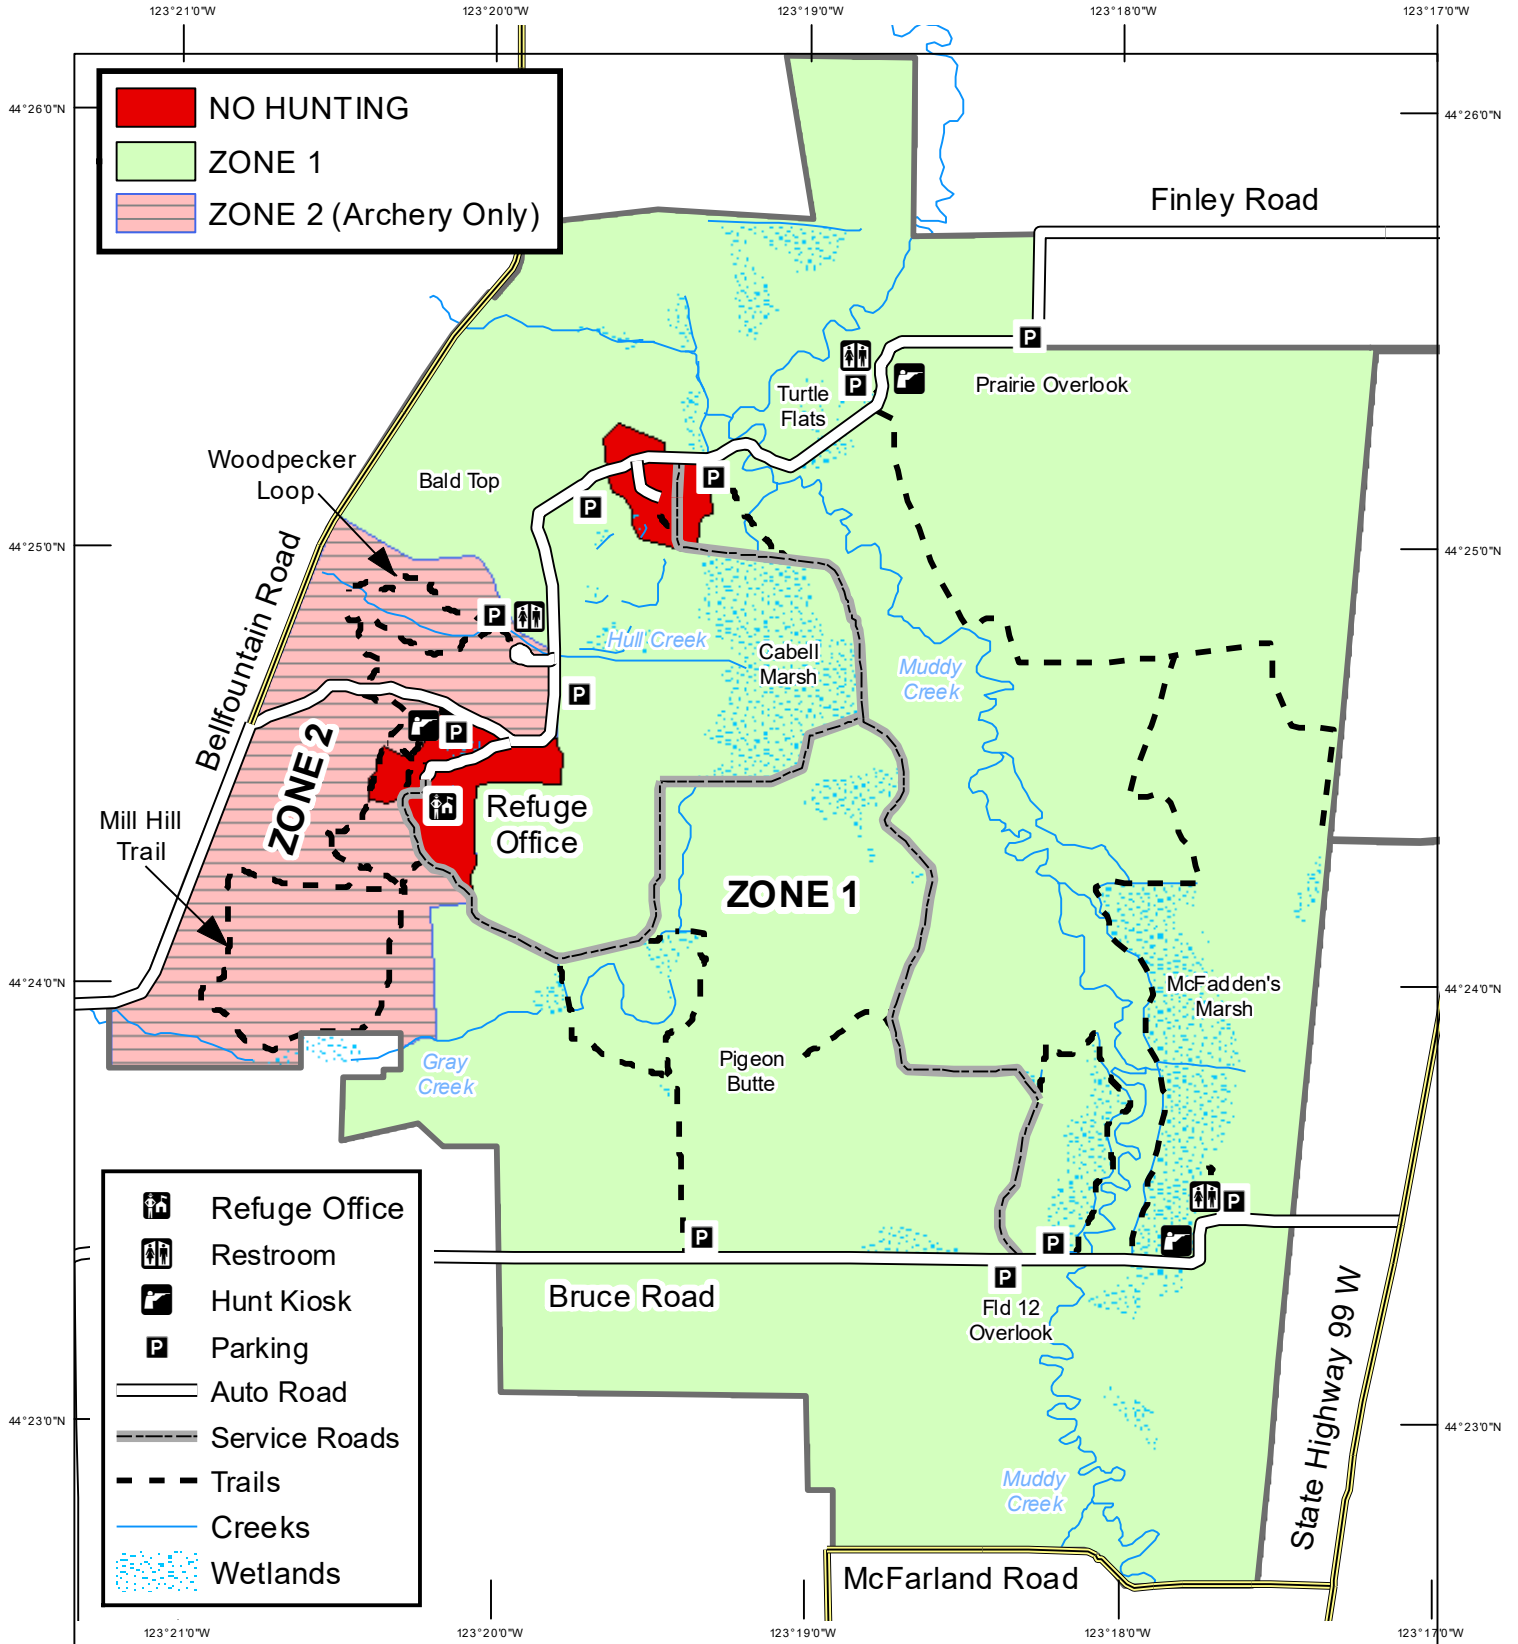 123°21'0"W
123°20'0"W
123°19'0"W
123°18'0"W
123°17'0"W
44°26'0"N
44°26'0"N
NO HUNTING
ZONE 1
ZONE 2 (Archery Only)
Finley Road
Prairie Overlook
Turtle
Flats
Woodpecker
Loop
Bald Top
44°25'0"N
44°25'0"N
Bellfountain Road
Hull Creek
Cabell
Marsh
Muddy
Creek
ZONE 2
Refuge
Office
Mill Hill
Trail
ZONE 1
44°24'0"N
44°24'0"N
McFadden's
Marsh
Gray
Creek
Pigeon
Butte
P
P
P
P
P
P
P
P
P
P
P
Refuge Office
Restroom
Hunt Kiosk
P
Parking
Auto Road
Service Roads
Trails
Creeks
Wetlands
Bruce Road
Fld 12
Overlook
State Highway 99 W
44°23'0"N
44°23'0"N
Muddy
Creek
McFarland Road
123°21'0"W
123°20'0"W
123°19'0"W
123°18'0"W
123°17'0"W